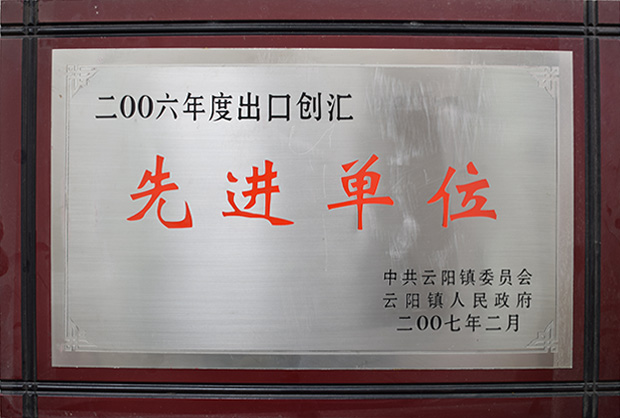 二00六年度出口创汇
先进单位
中共云阳镇委员会
云阳镇人民政府
二00七年二月